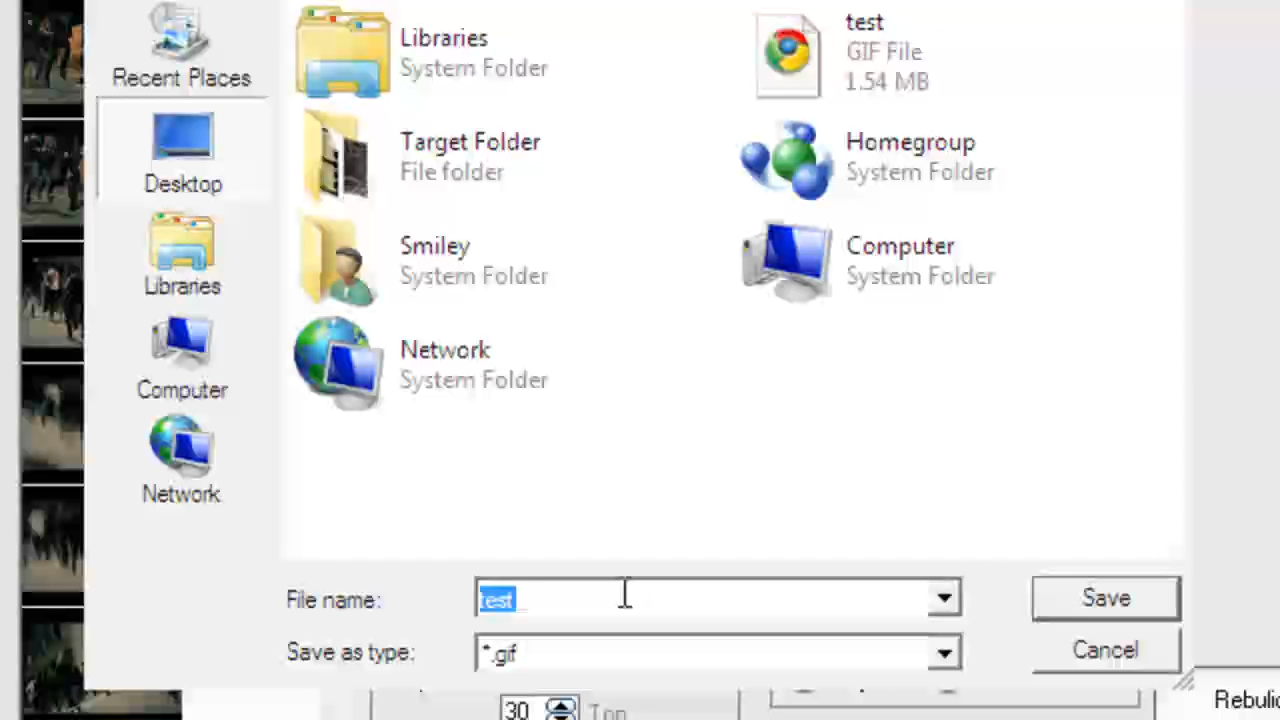 Recent Places
Desktop
Libraries
Computer
Network
Libraries
System Folder
test
GIF File
1.54 MB
Target Folder
File folder
Homegroup
System Folder
Smiley
System Folder
Computer
System Folder
Network
System Folder
File name:
test
Save
Save as type:
*.gif
Cancel
30
Top